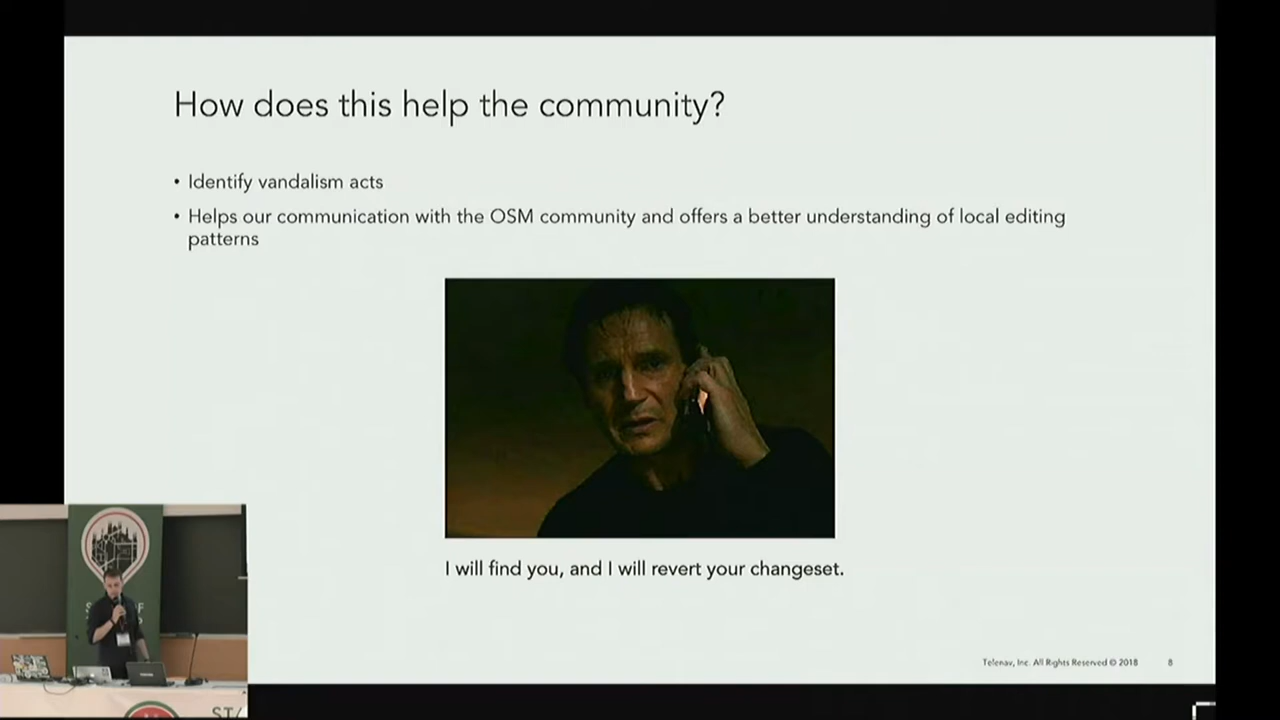 How does this help the community?
• Identify vandalism acts
• Helps our communication with the OSM community and offers a better understanding of local editing
patterns
I will find you, and I will revert your changeset.
Telenav, Inc. All Rights Reserved © 2018
8
ST/